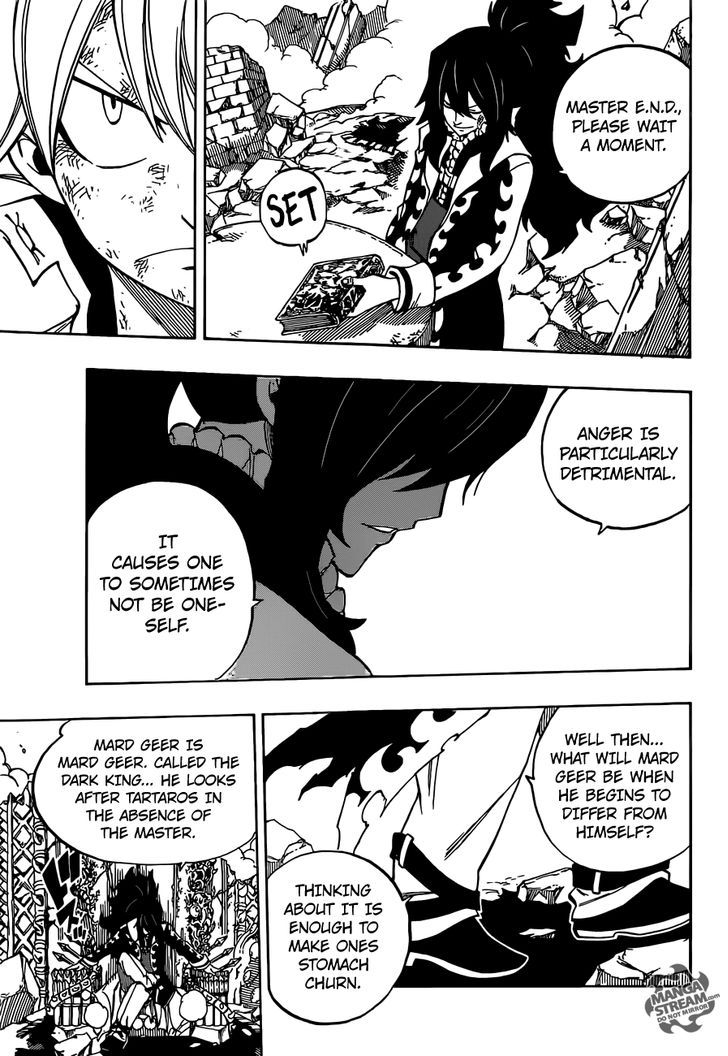 MASTER E.N.D.,
PLEASE WAIT
A MOMENT.
SET
ANGER IS
PARTICULARLY
DETRIMENTAL.
IT
CAUSES ONE
TO SOMETIMES
NOT BE ONE-
SELF.
WELL THEN...
WHAT WILL MARD
GEER BE WHEN
HE BEGINS TO
DIFFER FROM
HIMSELF?
THINKING
ABOUT IT IS
ENOUGH TO
MAKE ONES
STOMACH
CHURN.
MARD GEER IS
MARD GEER. CALLED THE
DARK KING... HE LOOKS
AFTER TARTAROS IN
THE ABSENCE OF
THE MASTER.
MANGA
STREAM.com
DO NOT MIRROR